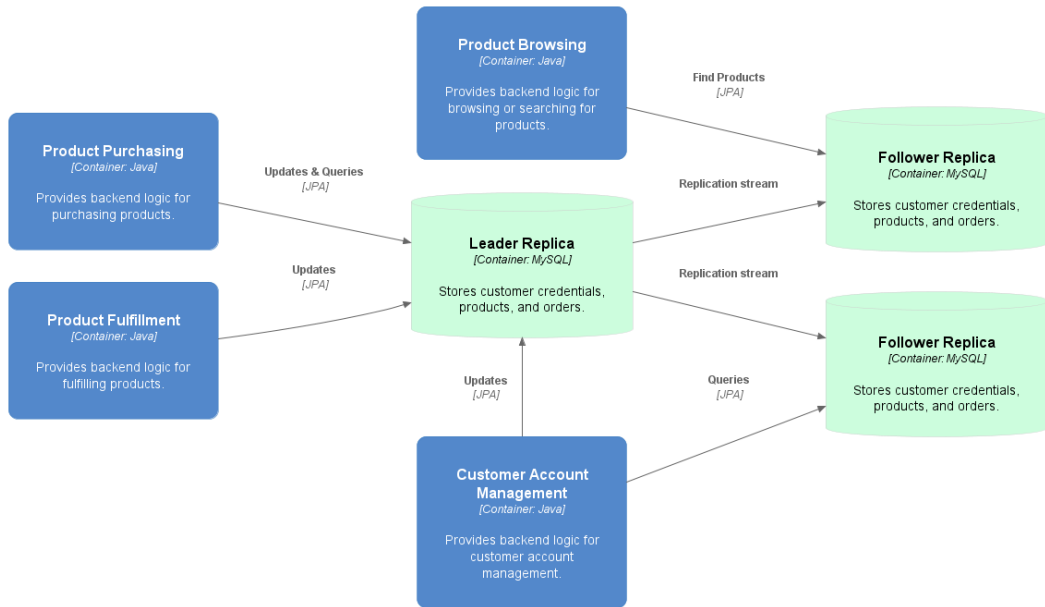 Product Browsing
[Container: Java]
Provides backend logic for
browsing or searching for
products.
Find Products
[JPA]
Product Purchasing
[Container: Java]
Provides backend logic for
purchasing products.
Updates & Queries
[JPA]
Replication stream
Follower Replica
[Container: MySQL]
Stores customer credentials,
products, and orders.
Leader Replica
[Container: MySQL]
Stores customer credentials,
products, and orders.
Updates
[JPA]
Replication stream
Product Fulfillment
[Container: Java]
Provides backend logic for
fulfilling products.
Follower Replica
[Container: MySQL]
Stores customer credentials,
products, and orders.
Updates
[JPA]
Queries
[JPA]
Customer Account
Management
[Container: Java]
Provides backend logic for
customer account
management.